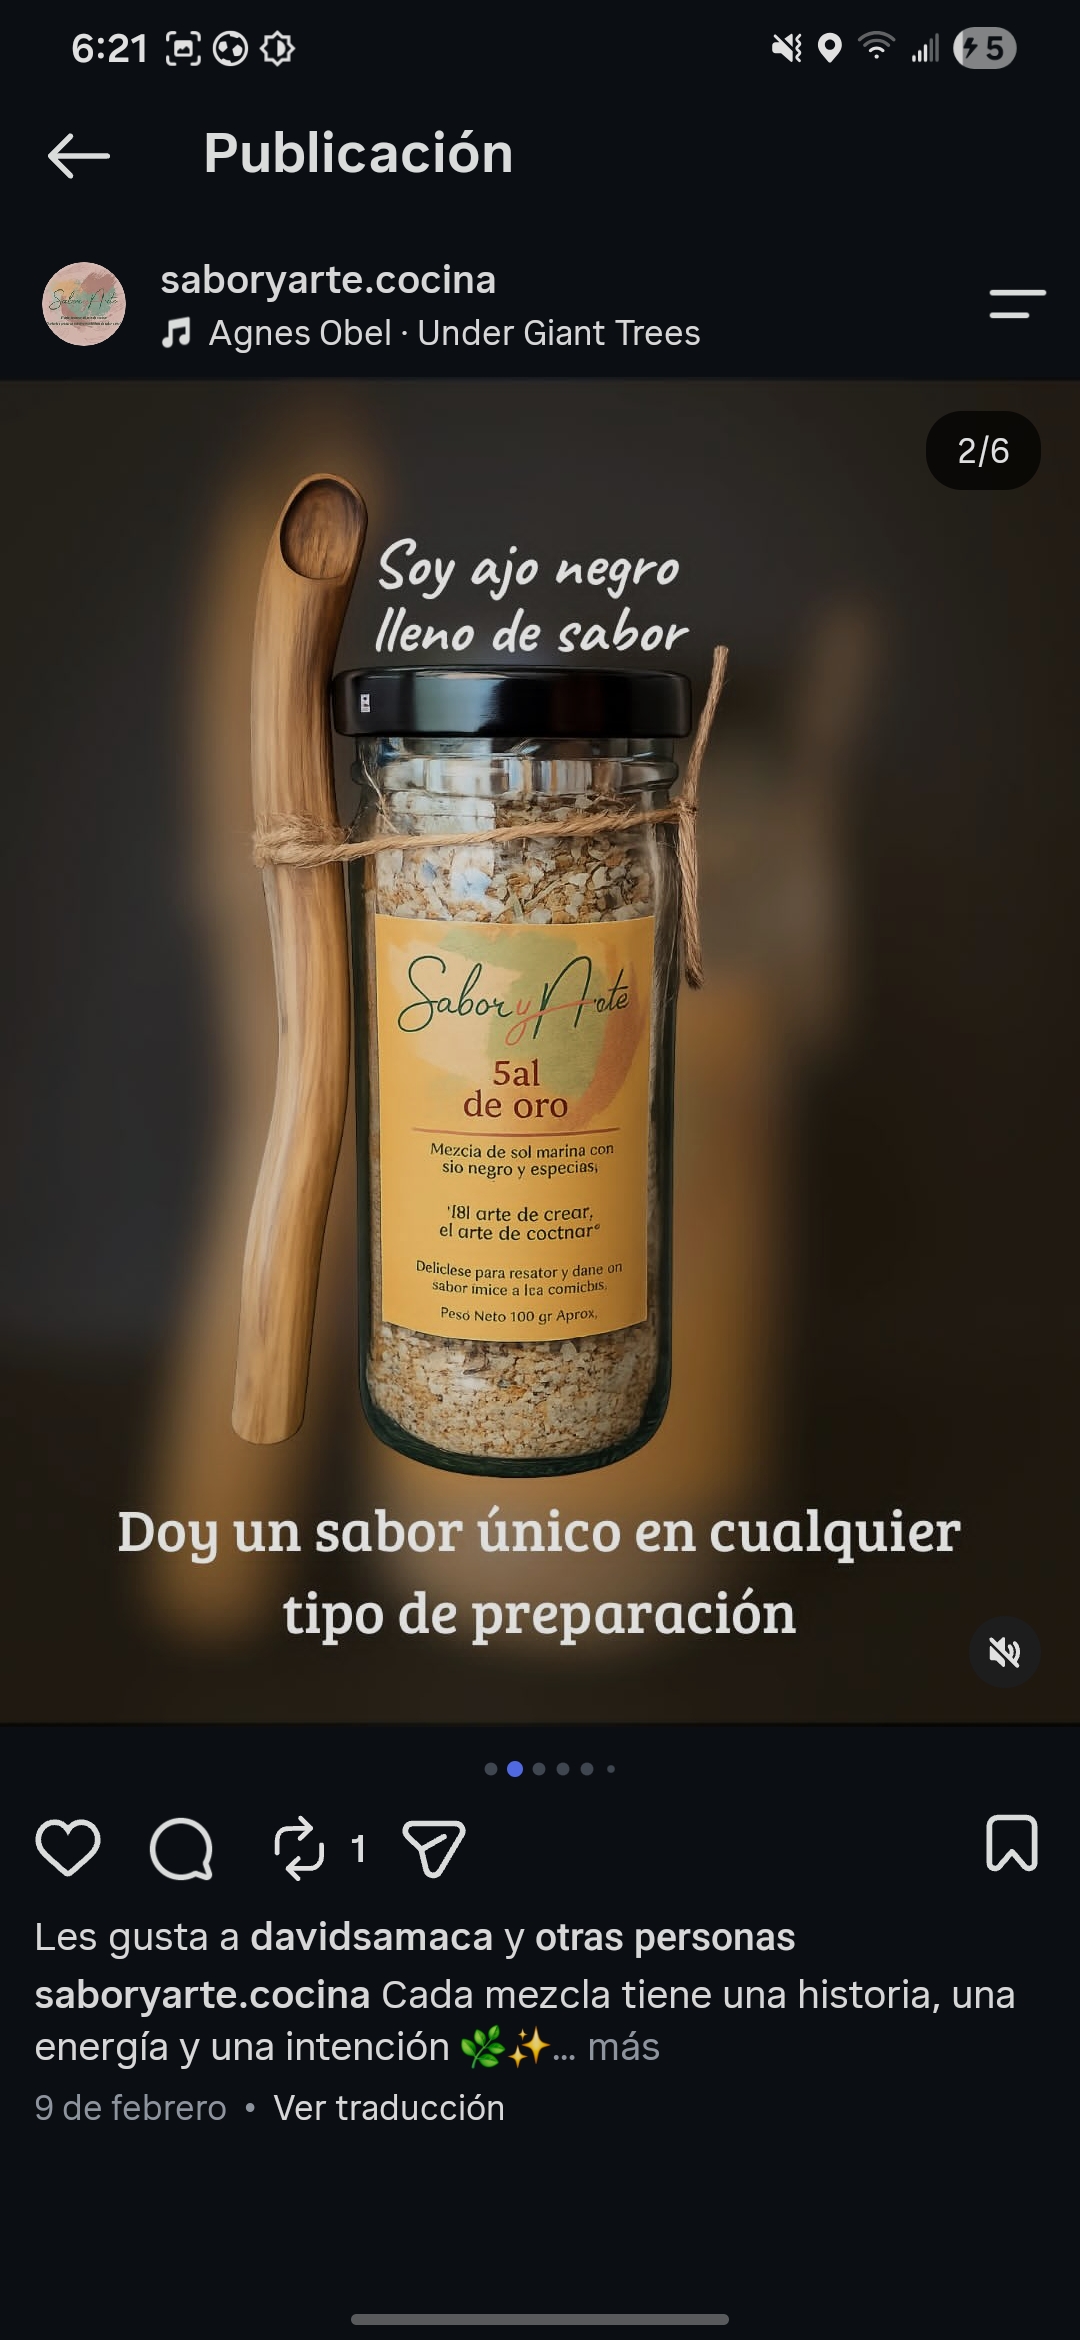 6:21
5
Publicación
saboryarte.cocina
Agnes Obel · Under Giant Trees
2/6
Soy ajo negro
lleno de sabor
Sabor y Arte
5al
de oro
Mezcia de sol marina con
sio negro y especias,
arte de crear,
el arte de coctnar"
Deliclese para resator y dane on
sabor imice a lca comichıs.
Peso Neto 100 gr Aprox,
Doy un sabor único en cualquier
tipo de preparación
1
Les gusta a davidsamaca y otras personas
saboryarte.cocina Cada mezcla tiene una historia, una
energía y una intención 🌿✨... más
9 de febrero • Ver traducción